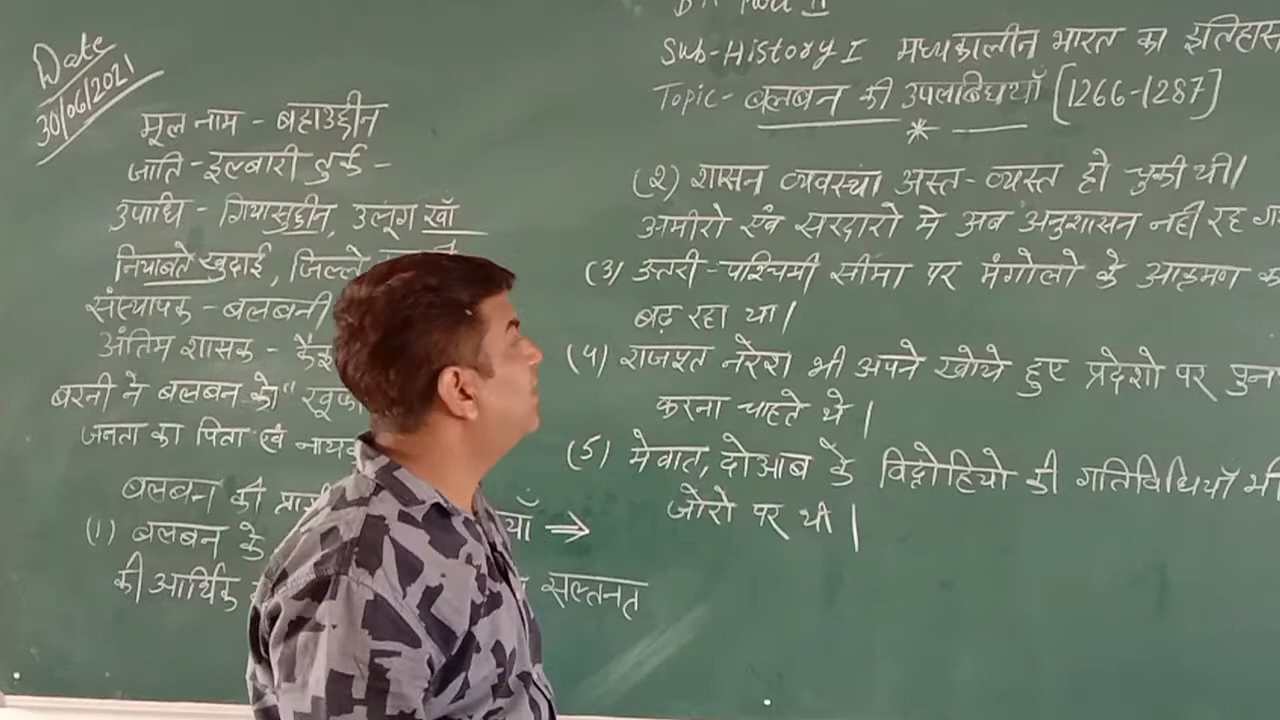 Date
30/06/2021
मूल नाम - बहाउद्दीन
जाति - इल्बारी तुर्क -
उपाधि - गियासुद्दीन, उलूग खाँ
नियाबते खुदाई, जिल्ले
संस्थापक - बलबनी
अंतिम शासक -
बरनी ने बलबन को "
जनता का पिता एंव नायक
बलबन की
(1) बलबन के
की आर्थिक
याँ ⇒
सल्तनत
Part II
Sub-History I मध्यकालीन भारत का इतिहास
Topic- बलबन की उपलब्धियाँ [1266-1287]
(२) शासन व्यवस्था अस्त-व्यस्त हो चुकी थी।
अमीरो एंव सरदारो मे अब अनुशासन नही रह
(3) उत्तरी-पश्चिमी सीमा पर मंगोलो के आक्रमण
बढ़ रहा था।
(4) राजपूत नरेश भी अपने खोये हुए प्रदेशो पर
करना चाहते थे।
(5) मेवात, दोआब के विद्रोहियो की गतिविधियाँ भी
जोरो पर थी।